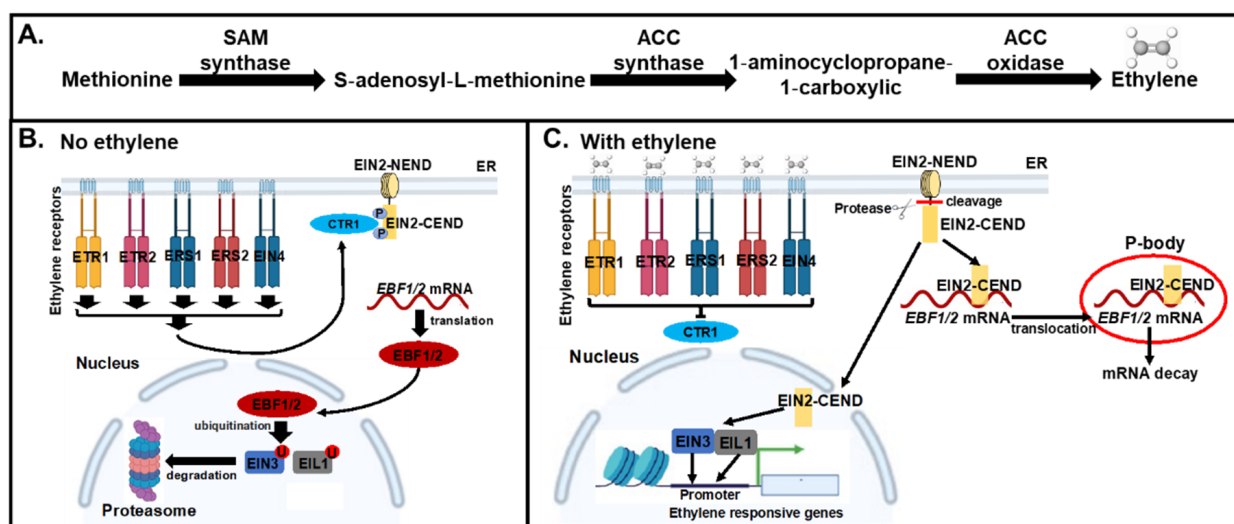 A.
SAM
synthase
ACC
synthase
ACC
oxidase
Methionine
S-adenosyl-L-methionine
1-aminocyclopropane-
1-carboxylic
Ethylene
B. No ethylene
EIN2-NEND
ER
Ethylene receptors
ETR1
ETR2
ERS1
ERS2
EIN4
CTR1
P
P
EIN2-CEND
EBF1/2 mRNA
translation
EBF1/2
Nucleus
EBF1/2
ubiquitination
U
U
EIN3
EIL1
degradation
Proteasome
C. With ethylene
EIN2-NEND
ER
Protease
cleavage
EIN2-CEND
Ethylene receptors
ETR1
ETR2
ERS1
ERS2
EIN4
CTR1
P-body
EIN2-CEND
EBF1/2 mRNA
translocation
EIN2-CEND
EBF1/2 mRNA
mRNA decay
Nucleus
EIN2-CEND
EIN3
EIL1
Promoter
Ethylene responsive genes